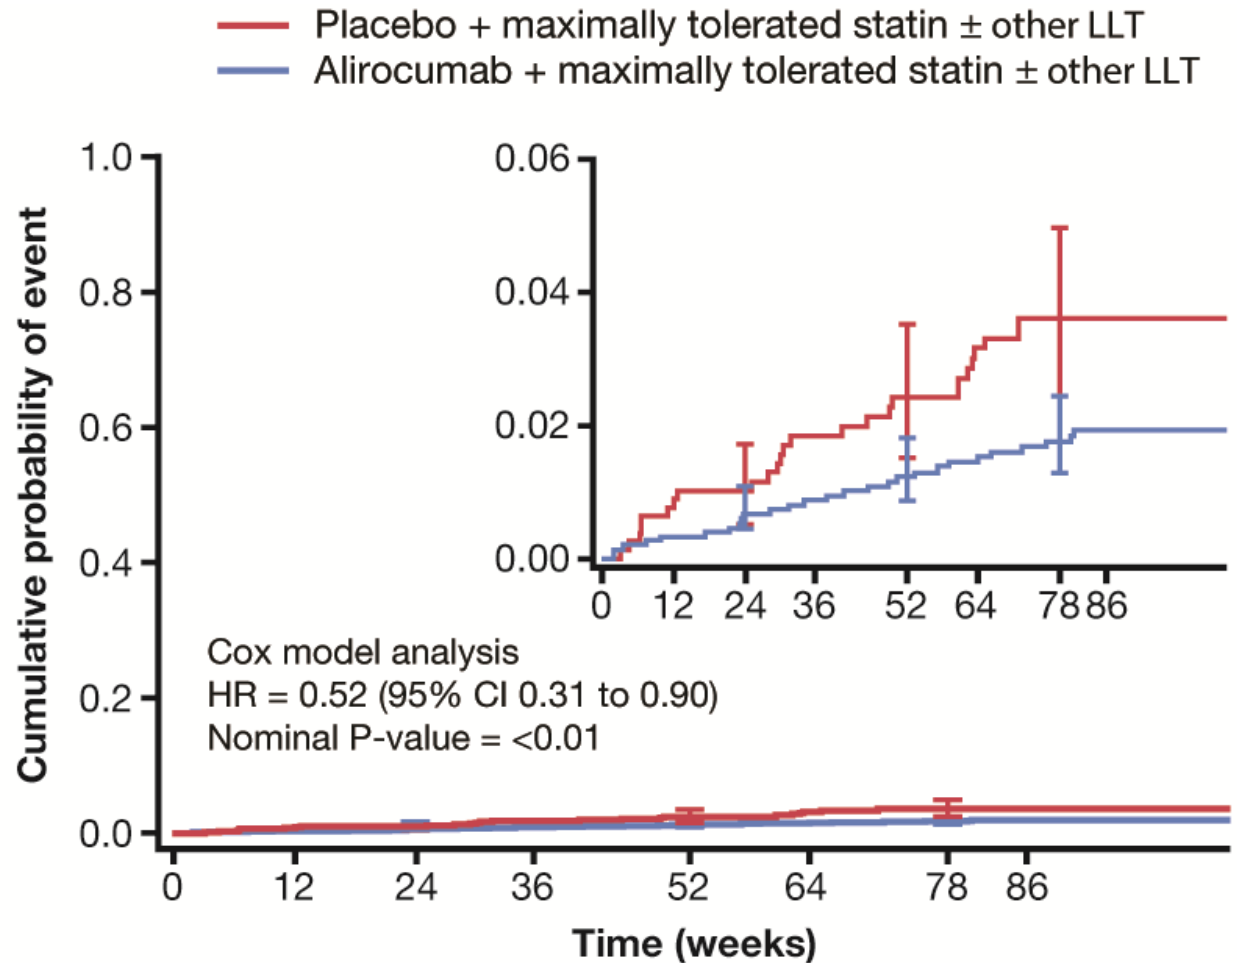 Placebo + maximally tolerated statin ± other LLT
Alirocumab + maximally tolerated statin ± other LLT
Cumulative probability of event
1.0
0.8
0.6
0.4
0.2
0.0
0.06
0.04
0.02
0.00
0 12 24 36 52 64 78 86
Cox model analysis
HR = 0.52 (95% CI 0.31 to 0.90)
Nominal P-value = <0.01
0 12 24 36 52 64 78 86
Time (weeks)